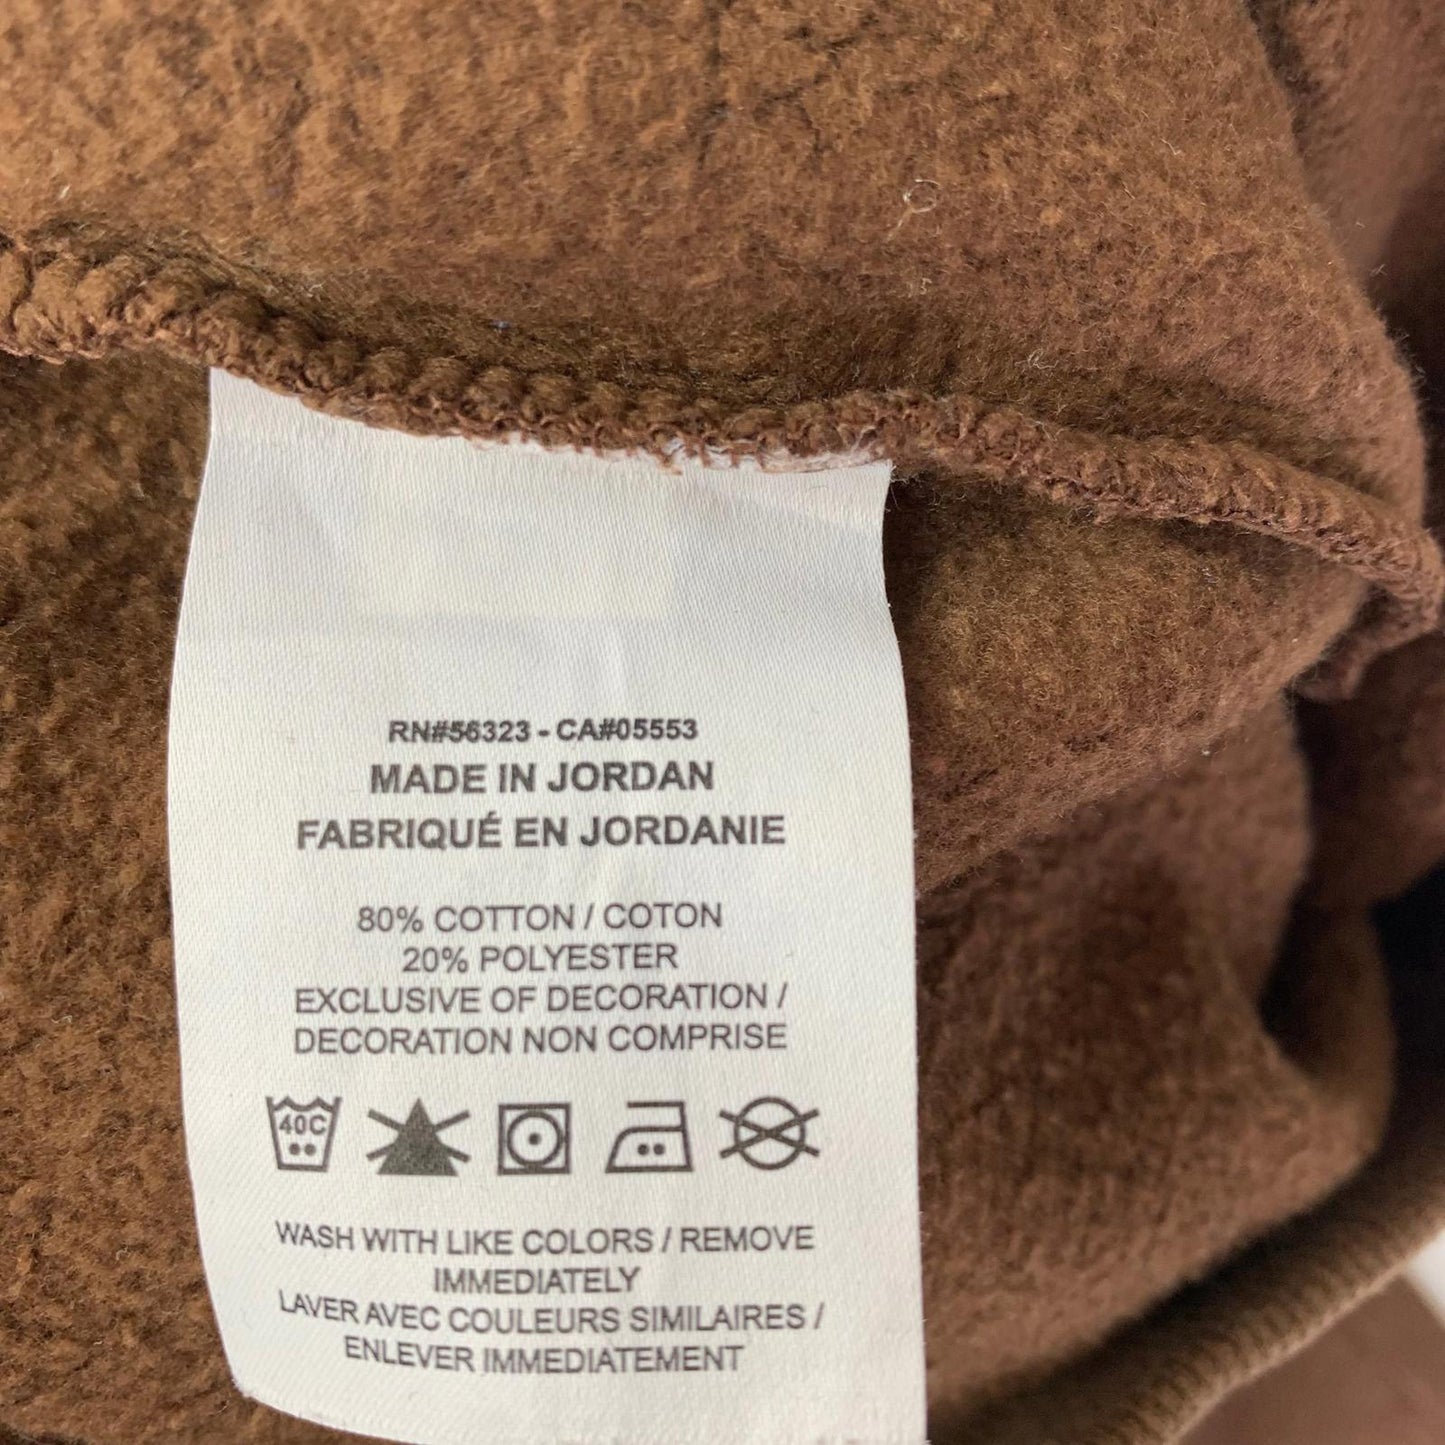 RN#56323 - CA#05553
MADE IN JORDAN
FABRIQUÉ EN JORDANIE
80% COTTON / COTON
20% POLYESTER
EXCLUSIVE OF DECORATION /
DECORATION NON COMPRISE
40C
WASH WITH LIKE COLORS / REMOVE
IMMEDIATELY
LAVER AVEC COULEURS SIMILAIRES /
ENLEVER IMMEDIATEMENT